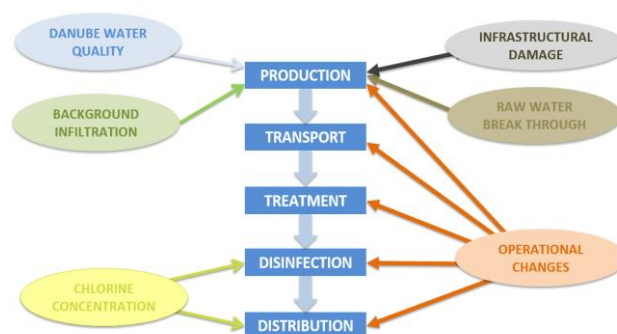 DANUBE WATER
QUALITY
INFRASTRUCTURAL
DAMAGE
PRODUCTION
BACKGROUND
INFILTRATION
RAW WATER
BREAK THROUGH
TRANSPORT
TREATMENT
OPERATIONAL
CHANGES
DISINFECTION
CHLORINE
CONCENTRATION
DISTRIBUTION